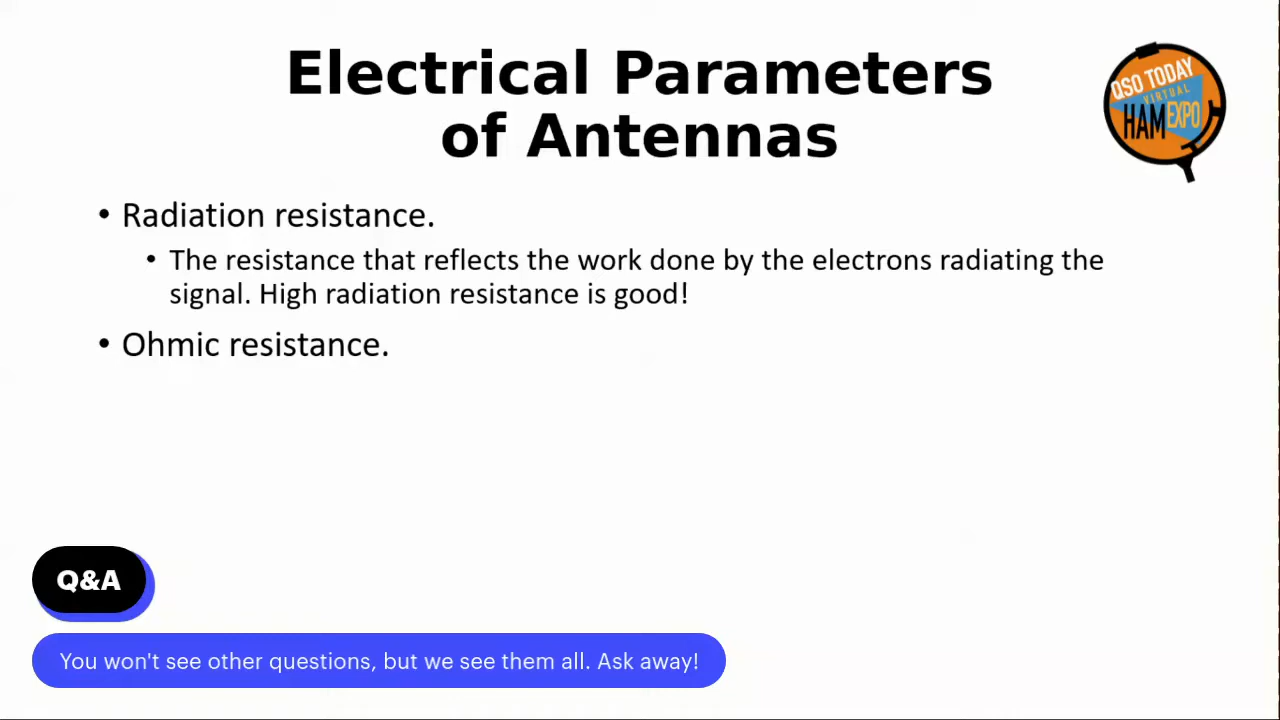 Electrical Parameters
of Antennas
QSO TODAY
VIRTUAL
HAM EXPO
• Radiation resistance.
• The resistance that reflects the work done by the electrons radiating the
signal. High radiation resistance is good!
• Ohmic resistance.
Q&A
You won't see other questions, but we see them all. Ask away!